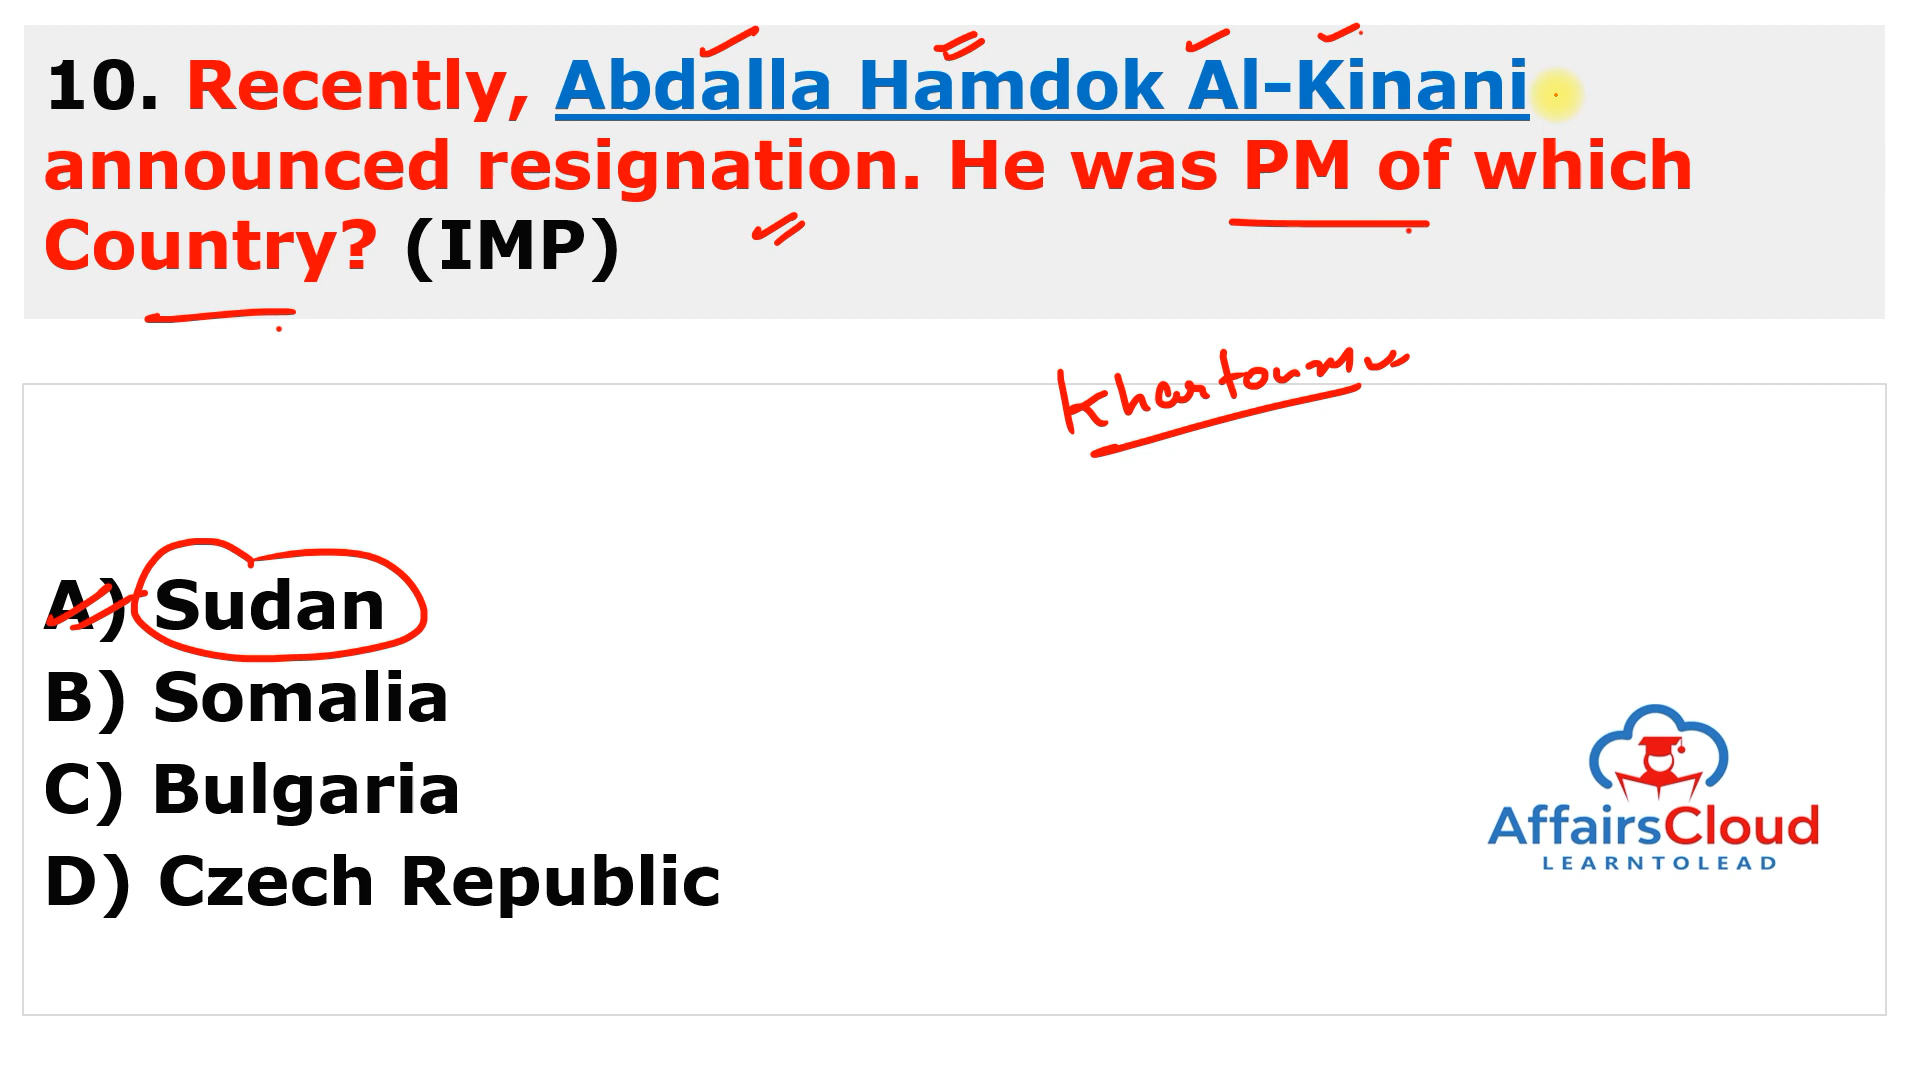 10. Recently, Abdalla Hamdok Al-Kinani
announced resignation. He was PM of which
Country? (IMP)
Khartoum
A) Sudan
B) Somalia
C) Bulgaria
D) Czech Republic
AffairsCloud
LEARNTOLEAD